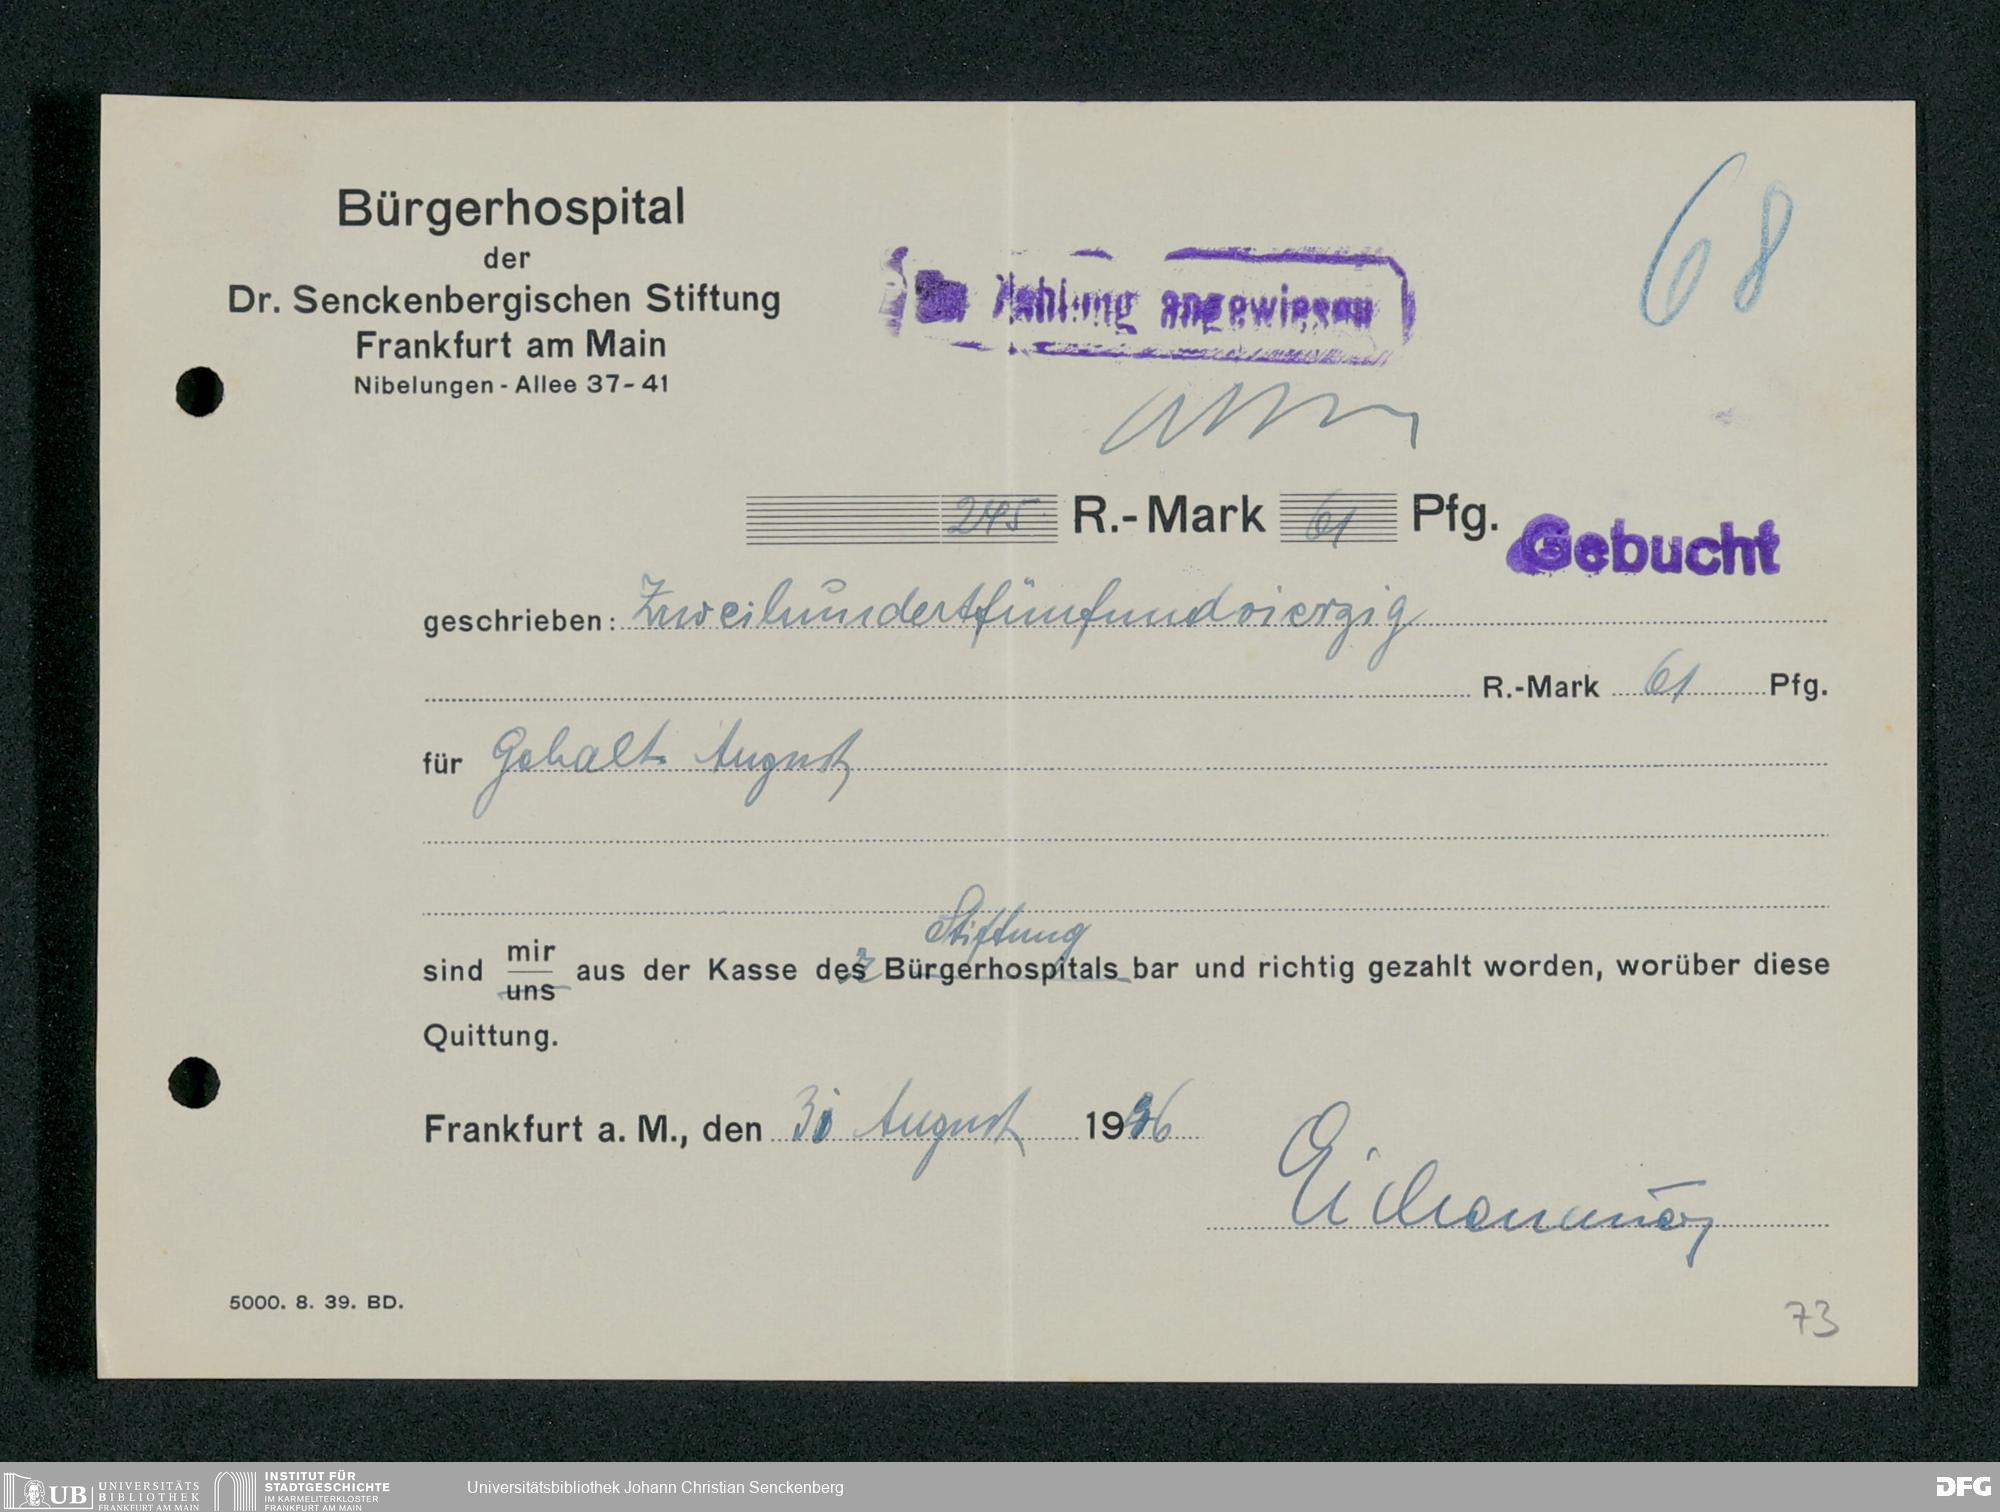 Bürgerhospital
der
Dr. Senckenbergischen Stiftung
Frankfurt am Main
Nibelungen - Allee 37 - 41
68
Zur Zahlung angewiesen
245 R.- Mark 61 Pfg.
Gebucht
geschrieben: Zweihundertfünfundvierzig
R.-Mark 61 Pfg.
für Gehalt August
Stiftung
sind mir aus der Kasse des Bürgerhospitals bar und richtig gezahlt worden, worüber diese
uns
Quittung.
Frankfurt a. M., den August 1946
5000. 8. 39. BD.
73
UB UNIVERSITÄTS
BIBLIOTHEK
FRANKFURT AM MAIN
INSTITUT FÜR
STADTGESCHICHTE
IM KARMELITERKLOSTER
FRANKFURT AM MAIN
Universitätsbibliothek Johann Christian Senckenberg
DFG